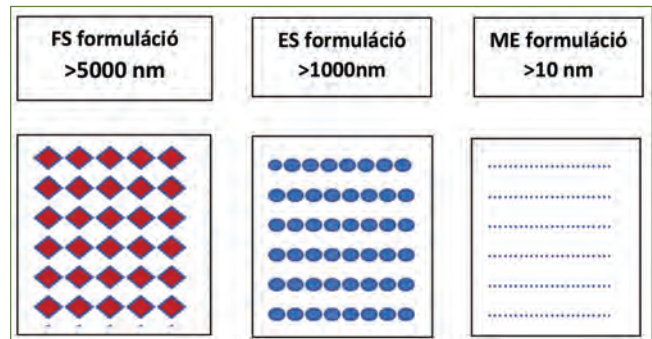 FS formuláció
>5000 nm
ES formuláció
>1000nm
ME formuláció
>10 nm